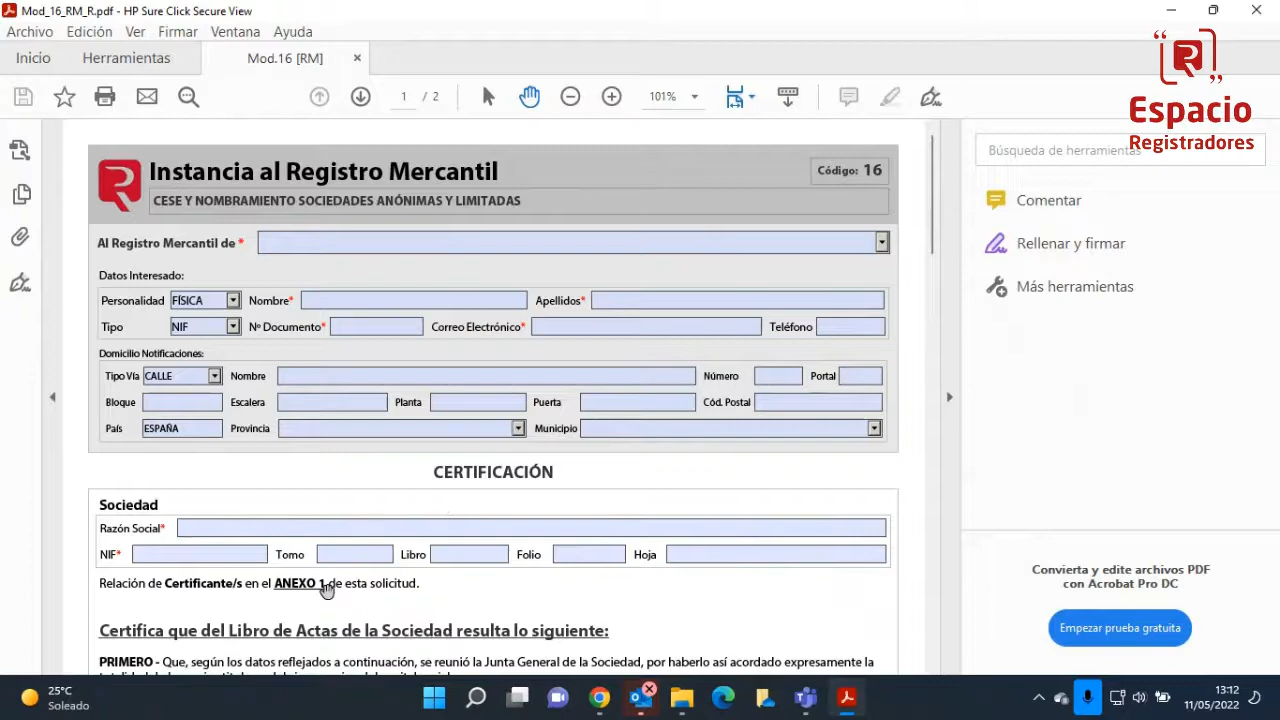 Mod_16_RM_R.pdf - HP Sure Click Secure View
Archivo Edición Ver Firmar Ventana Ayuda
Inicio Herramientas Mod.16 [RM]
1 / 2 101%
Espacio
Registradores
Búsqueda de herramientas
Comentar
Rellenar y firmar
Más herramientas
Instancia al Registro Mercantil Código: 16
CESE Y NOMBRAMIENTO SOCIEDADES ANÓNIMAS Y LIMITADAS
Al Registro Mercantil de *
Datos Interesado:
Personalidad FÍSICA Nombre* Apellidos*
Tipo NIF Nº Documento* Correo Electrónico* Teléfono
Domicilio Notificaciones:
Tipo Vía CALLE Nombre Número Portal
Bloque Escalera Planta Puerta Cód. Postal
País ESPAÑA Provincia Municipio
CERTIFICACIÓN
Sociedad
Razón Social*
NIF* Tomo Libro Folio Hoja
Relación de Certificante/s en el ANEXO 1 de esta solicitud.
Certifica que del Libro de Actas de la Sociedad resulta lo siguiente:
PRIMERO - Que, según los datos reflejados a continuación, se reunió la Junta General de la Sociedad, por haberlo así acordado expresamente la
Convierta y edite archivos PDF
con Acrobat Pro DC
Empezar prueba gratuita
25°C
Soleado
13:12
11/05/2022